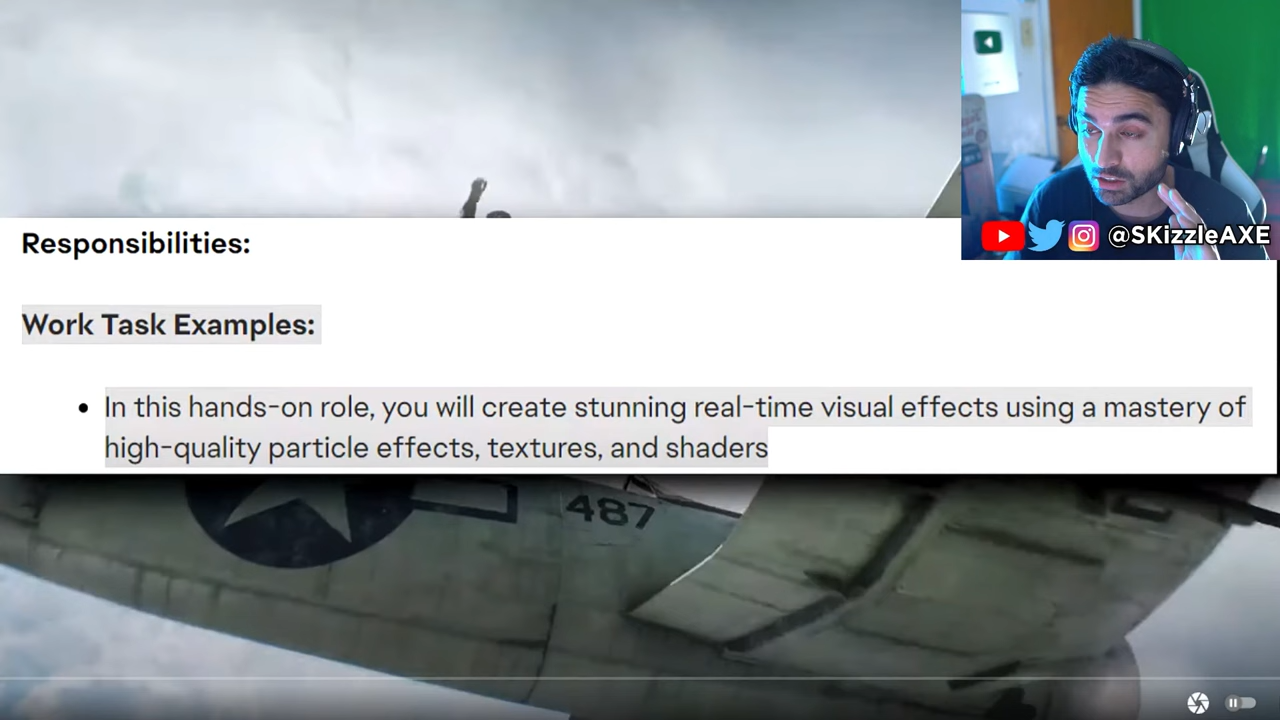 @SKizzleAXE
Responsibilities:
Work Task Examples:
• In this hands-on role, you will create stunning real-time visual effects using a mastery of
high-quality particle effects, textures, and shaders
487